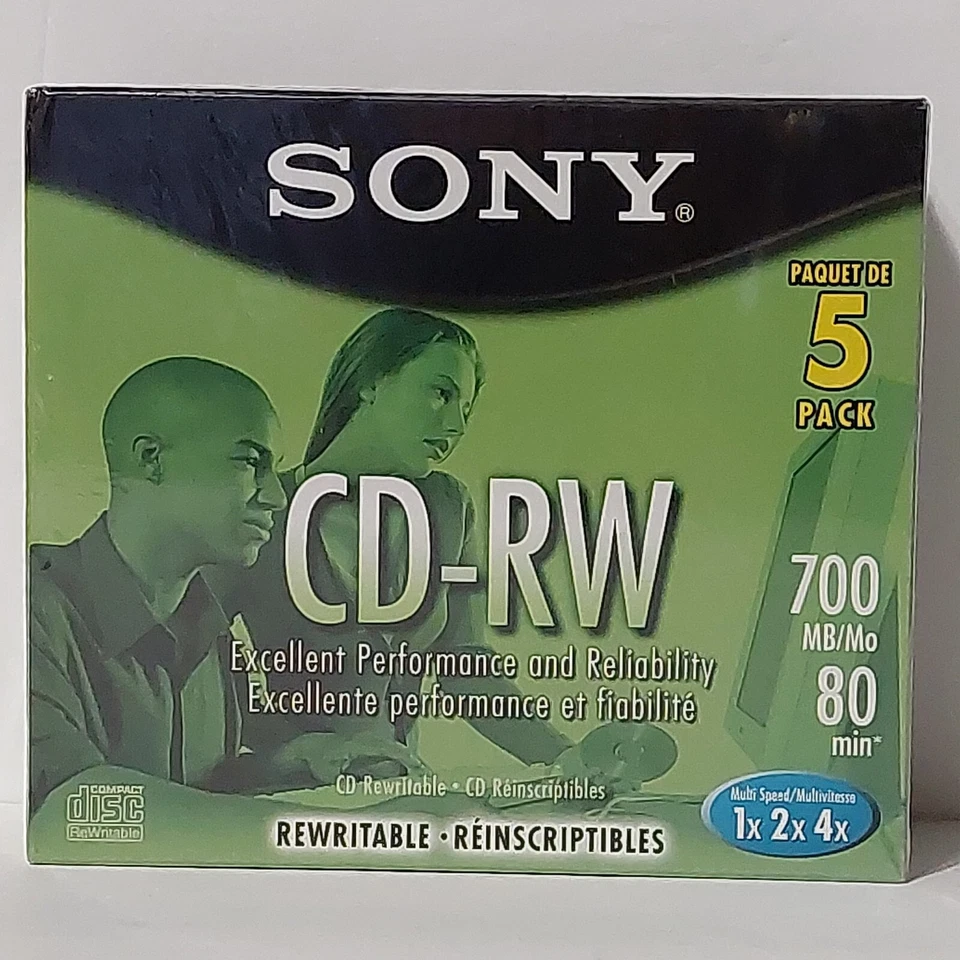 SONY®
PAQUET DE
5
PACK
CD-RW
700
MB/Mo
80
min*
Excellent Performance and Reliability
Excellente performance et fiabilité
CD Rewritable • CD Réinscriptibles
REWRITABLE • RÉINSCRIPTIBLES
COMPACT
disc
ReWritable
Multi Speed/Multivitesse
1x 2x 4x